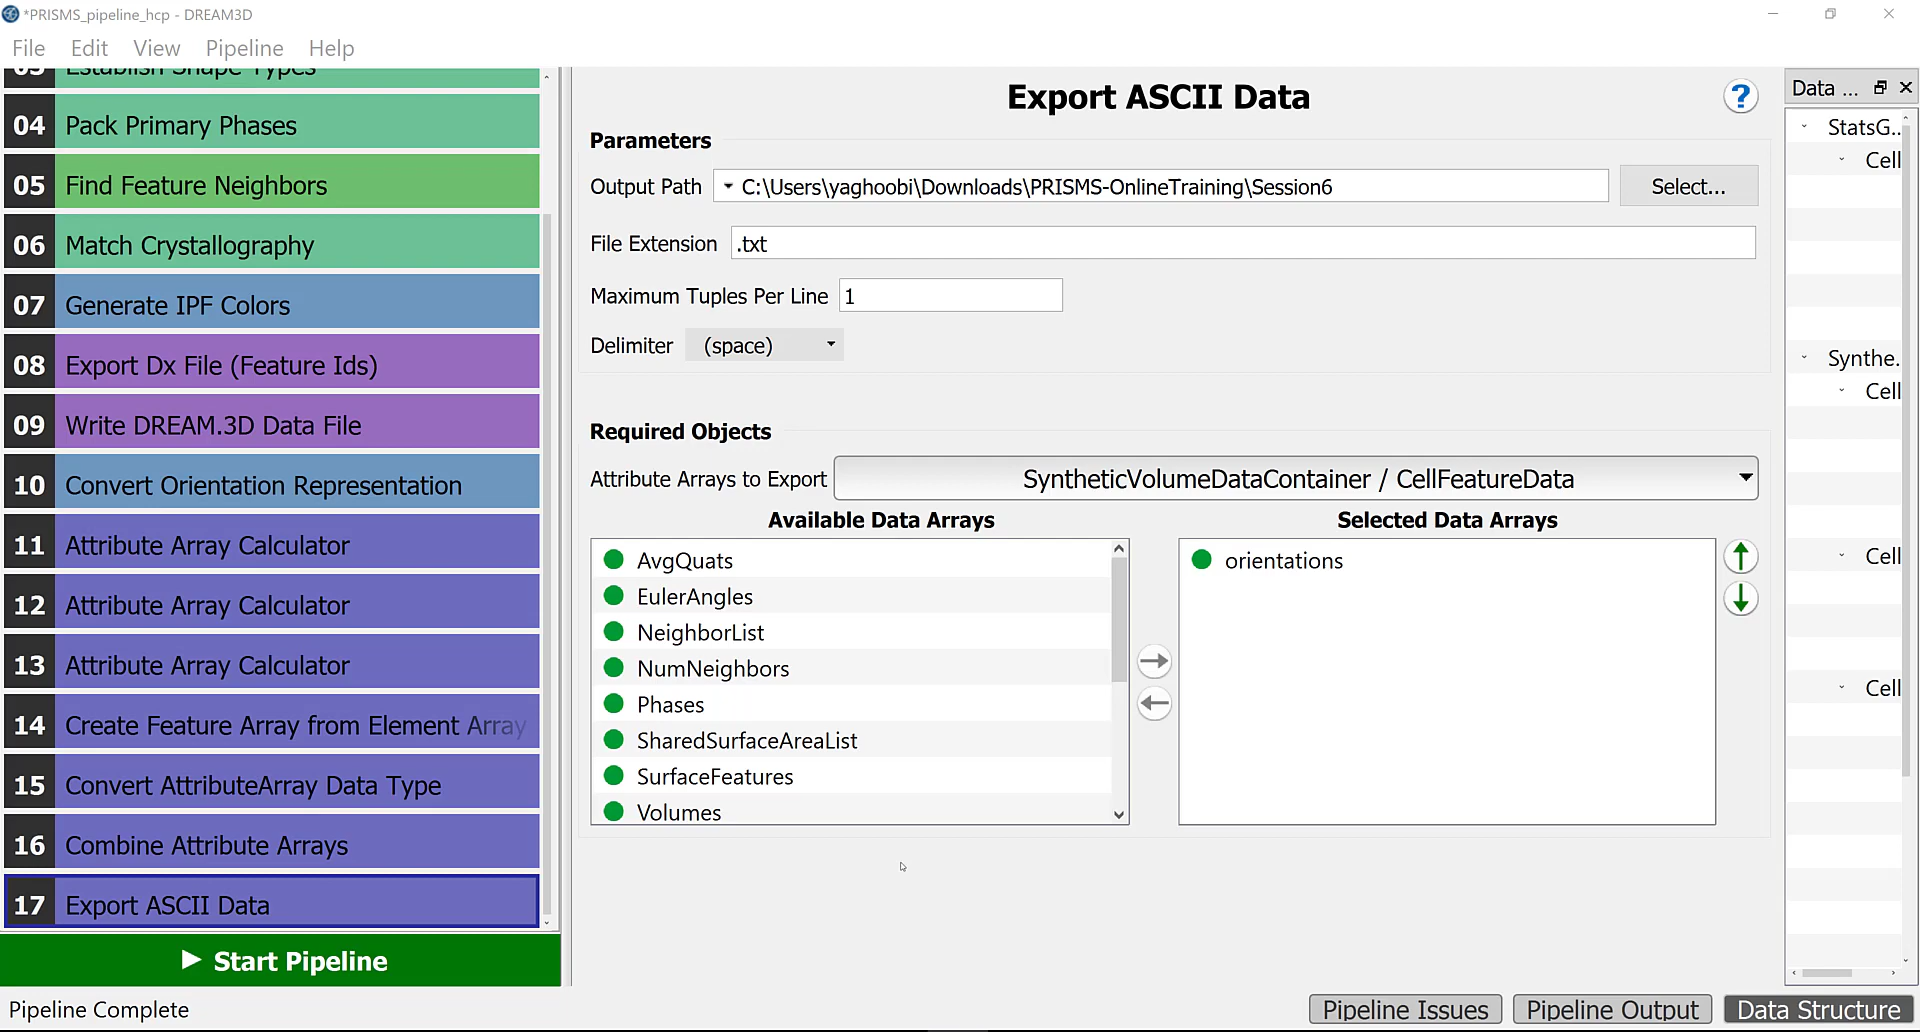 *PRISMS_pipeline_hcp - DREAM3D
File Edit View Pipeline Help
03 Establish Shape Types
04 Pack Primary Phases
05 Find Feature Neighbors
06 Match Crystallography
07 Generate IPF Colors
08 Export Dx File (Feature Ids)
09 Write DREAM.3D Data File
10 Convert Orientation Representation
11 Attribute Array Calculator
12 Attribute Array Calculator
13 Attribute Array Calculator
14 Create Feature Array from Element Array
15 Convert AttributeArray Data Type
16 Combine Attribute Arrays
17 Export ASCII Data
Start Pipeline
Pipeline Complete
Export ASCII Data
?
Parameters
Output Path C:\Users\yaghoobi\Downloads\PRISMS-OnlineTraining\Session6 Select...
File Extension .txt
Maximum Tuples Per Line 1
Delimiter (space)
Required Objects
Attribute Arrays to Export SyntheticVolumeDataContainer / CellFeatureData
Available Data Arrays
AvgQuats
EulerAngles
NeighborList
NumNeighbors
Phases
SharedSurfaceAreaList
SurfaceFeatures
Volumes
Selected Data Arrays
orientations
Data ...
StatsG...
Cell
Synthe...
Cell
Cell
Cell
Pipeline Issues Pipeline Output Data Structure